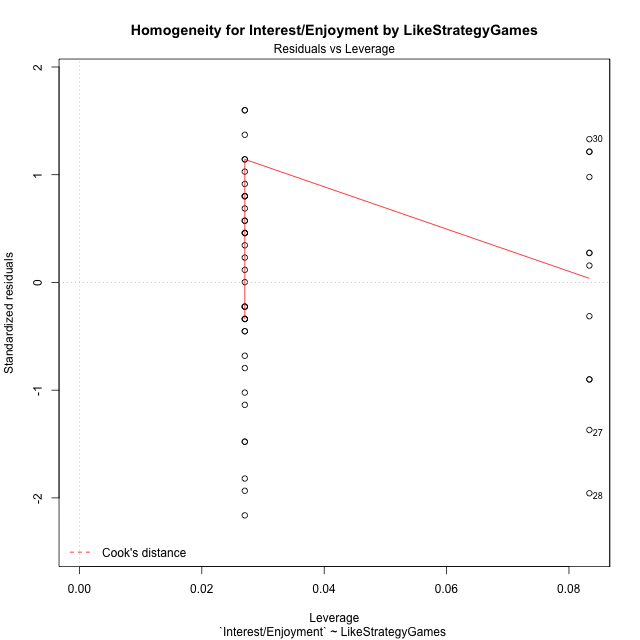 Homogeneity for Interest/Enjoyment by LikeStrategyGames
Residuals vs Leverage
2
1
0
-1
-2
Standardized residuals
30
27
28
Cook's distance
0.00 0.02 0.04 0.06 0.08
Leverage
`Interest/Enjoyment` ~ LikeStrategyGames